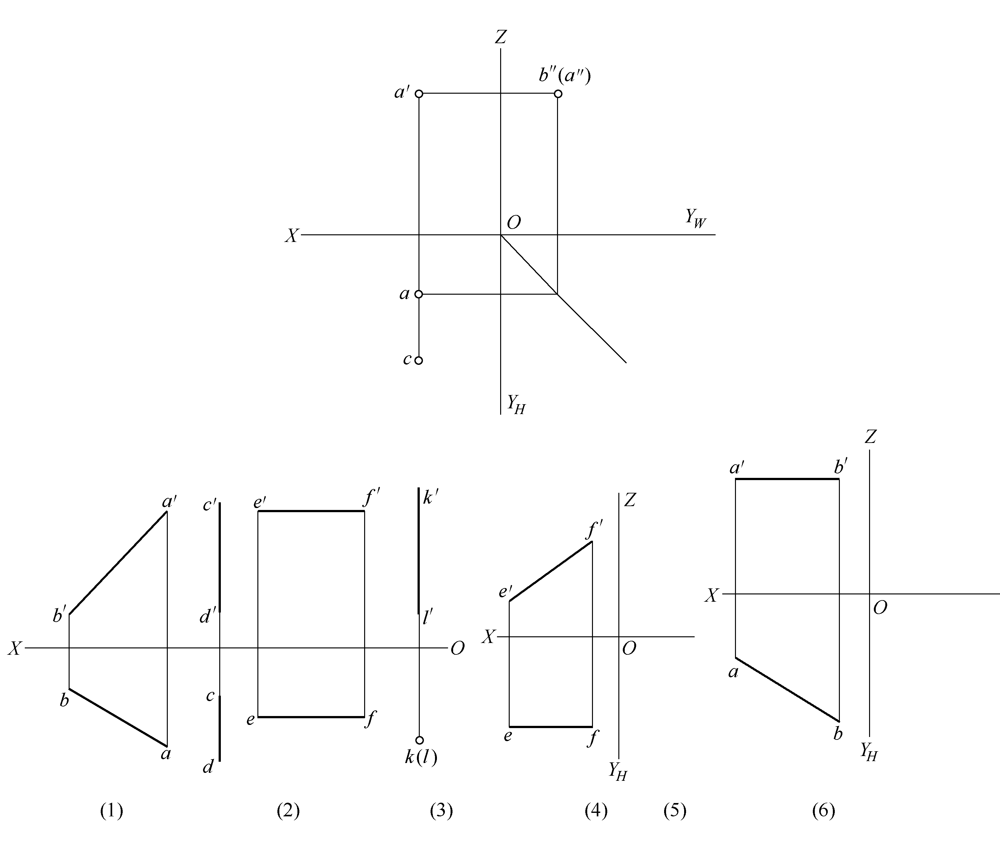 Z
b″(a″)
a′
O
Y_W
X
a
c
Y_H
Z
a′ b′
c′ a′ e′ f′ k′ Z
f′
b′ d′ l′ e′
X O
X O
X O
b c e f
a
a d k(l) e f b
Y_H Y_H
(1) (2) (3) (4) (5) (6)